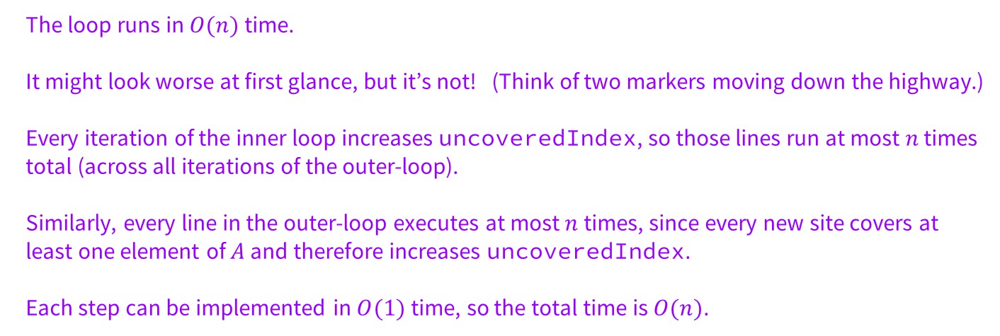 The loop runs in O(n) time.
It might look worse at first glance, but it’s not! (Think of two markers moving down the highway.)
Every iteration of the inner loop increases uncoveredIndex, so those lines run at most n times
total (across all iterations of the outer-loop).
Similarly, every line in the outer-loop executes at most n times, since every new site covers at
least one element of A and therefore increases uncoveredIndex.
Each step can be implemented in O(1) time, so the total time is O(n).